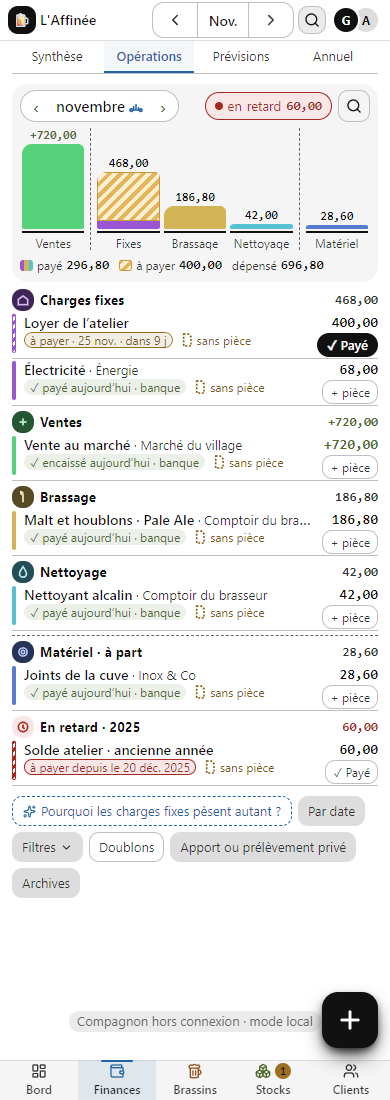 L'Affinée
Nov.
G A
Synthèse Opérations Prévisions Annuel
novembre
en retard 60,00
+720,00
468,00
186,80
42,00
28,60
Ventes Fixes Brassage Nettoyage Matériel
payé 296,80 à payer 400,00 dépensé 696,80
Charges fixes 468,00
Loyer de l'atelier 400,00
à payer · 25 nov. · dans 9 j sans pièce ✓ Payé
Électricité · Énergie 68,00
✓ payé aujourd'hui · banque sans pièce + pièce
Ventes +720,00
Vente au marché · Marché du village +720,00
✓ encaissé aujourd'hui · banque sans pièce + pièce
Brassage 186,80
Malt et houblons · Pale Ale · Comptoir du bra... 186,80
✓ payé aujourd'hui · banque sans pièce + pièce
Nettoyage 42,00
Nettoyant alcalin · Comptoir du brasseur 42,00
✓ payé aujourd'hui · banque sans pièce + pièce
Matériel · à part 28,60
Joints de la cuve · Inox & Co 28,60
✓ payé aujourd'hui · banque sans pièce + pièce
En retard · 2025 60,00
Solde atelier · ancienne année 60,00
à payer depuis le 20 déc. 2025 sans pièce ✓ Payé
Pourquoi les charges fixes pèsent autant ? Par date
Filtres Doublons Apport ou prélèvement privé
Archives
Compagnon hors connexion · mode local
+
1
Bord Finances Brassins Stocks Clients